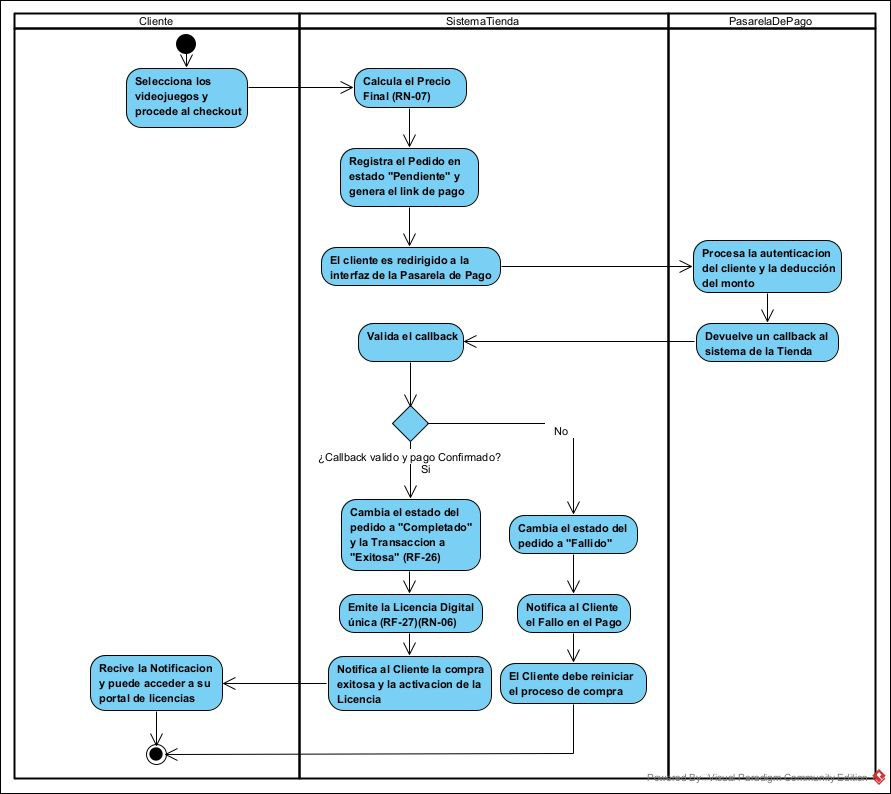 Cliente
SistemaTienda
PasarelaDePago
Selecciona los
videojuegos y
procede al checkout
Calcula el Precio
Final (RN-07)
Registra el Pedido en
estado "Pendiente" y
genera el link de pago
El cliente es redirigido a la
interfaz de la Pasarela de Pago
Procesa la autenticacion
del cliente y la deducción
del monto
Devuelve un callback al
sistema de la Tienda
Valida el callback
No
¿Callback valido y pago Confirmado?
Si
Cambia el estado del
pedido a "Completado"
y la Transaccion a
"Exitosa" (RF-26)
Cambia el estado del
pedido a "Fallido"
Emite la Licencia Digital
única (RF-27)(RN-06)
Notifica al Cliente
el Fallo en el Pago
Recive la Notificacion
y puede acceder a su
portal de licencias
Notifica al Cliente la compra
exitosa y la activacion de la
Licencia
El Cliente debe reiniciar
el proceso de compra
Powered By: Visual Paradigm Community Edition